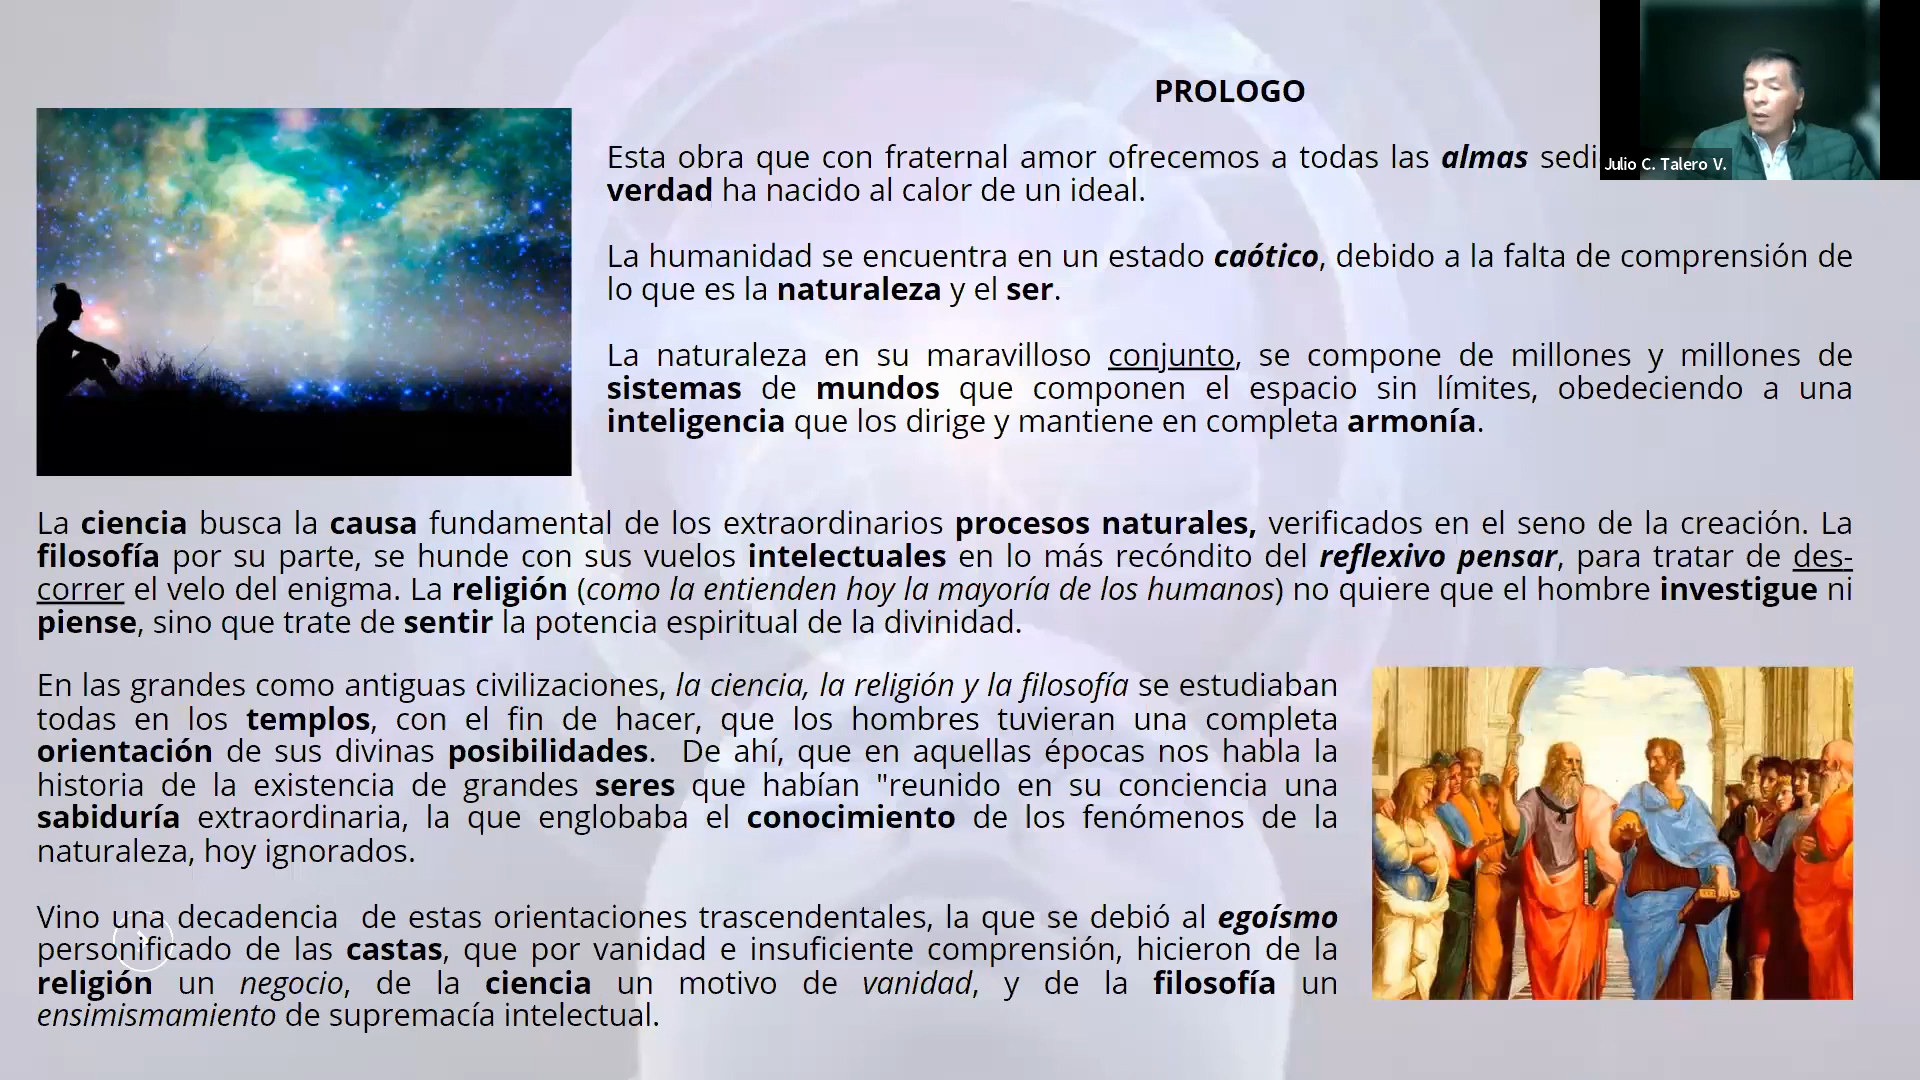 PROLOGO
Julio C. Talero V.
Esta obra que con fraternal amor ofrecemos a todas las almas
verdad ha nacido al calor de un ideal.
La humanidad se encuentra en un estado caótico, debido a la falta de comprensión de
lo que es la naturaleza y el ser.
La naturaleza en su maravilloso conjunto, se compone de millones y millones de
sistemas de mundos que componen el espacio sin límites, obedeciendo a una
inteligencia que los dirige y mantiene en completa armonía.
La ciencia busca la causa fundamental de los extraordinarios procesos naturales, verificados en el seno de la creación. La
filosofía por su parte, se hunde con sus vuelos intelectuales en lo más recóndito del reflexivo pensar, para tratar de des-
correr el velo del enigma. La religión (como la entienden hoy la mayoría de los humanos) no quiere que el hombre investigue ni
piense, sino que trate de sentir la potencia espiritual de la divinidad.
En las grandes como antiguas civilizaciones, la ciencia, la religión y la filosofía se estudiaban
todas en los templos, con el fin de hacer, que los hombres tuvieran una completa
orientación de sus divinas posibilidades. De ahí, que en aquellas épocas nos habla la
historia de la existencia de grandes seres que habían "reunido en su conciencia una
sabiduría extraordinaria, la que englobaba el conocimiento de los fenómenos de la
naturaleza, hoy ignorados.
Vino una decadencia de estas orientaciones trascendentales, la que se debió al egoísmo
personificado de las castas, que por vanidad e insuficiente comprensión, hicieron de la
religión un negocio, de la ciencia un motivo de vanidad, y de la filosofía un
ensimismamiento de supremacía intelectual.